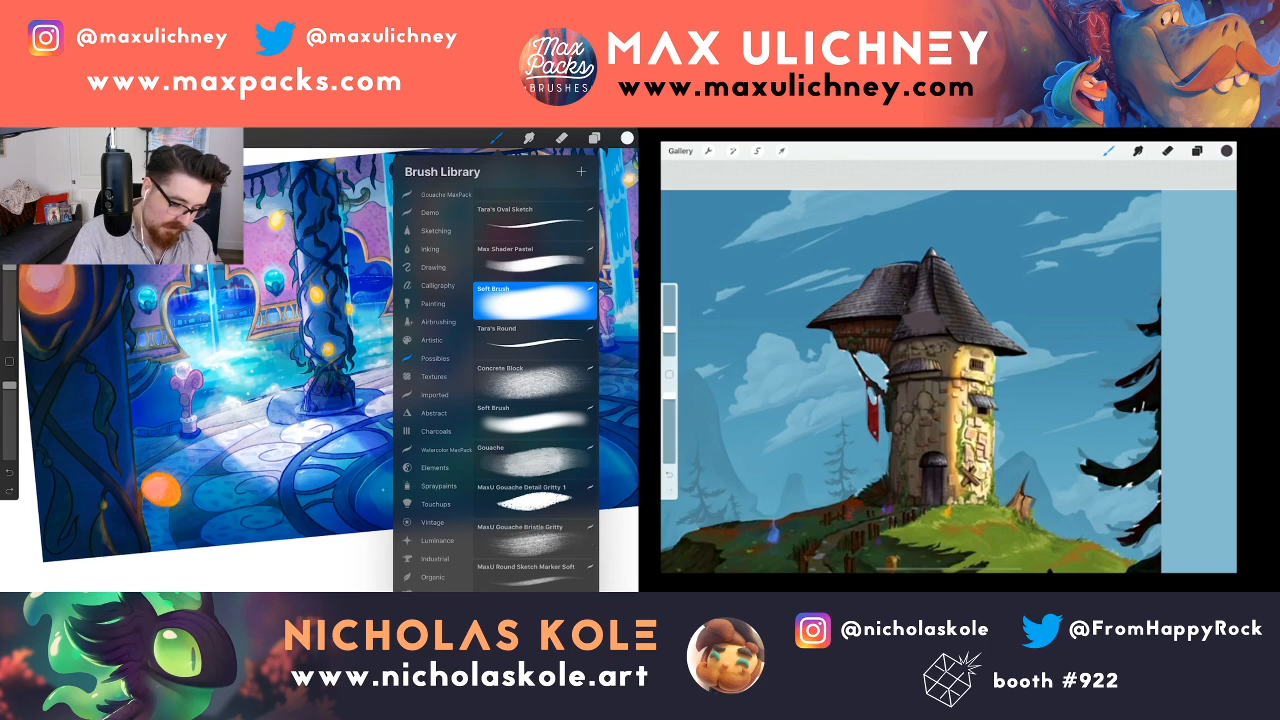 @maxulichney
@maxulichney
www.maxpacks.com
Max
Packs
BRUSHES
MAX ULICHNEY
www.maxulichney.com
Brush Library
Gouache MaxPack
Demo
Sketching
Inking
Drawing
Calligraphy
Painting
Airbrushing
Artistic
Possibles
Textures
Imported
Abstract
Charcoals
Watercolor MaxPack
Elements
Spraypaints
Touchups
Vintage
Luminance
Industrial
Organic
Tara's Oval Sketch
Max Shader Pastel
Soft Brush
Tara's Round
Concrete Block
Soft Brush
Gouache
MaxU Gouache Detail Gritty 1
MaxU Gouache Bristle Gritty
MaxU Round Sketch Marker Soft
Gallery
NICHOLAS KOLE
www.nicholaskole.art
@nicholaskole
@FromHappyRock
booth #922